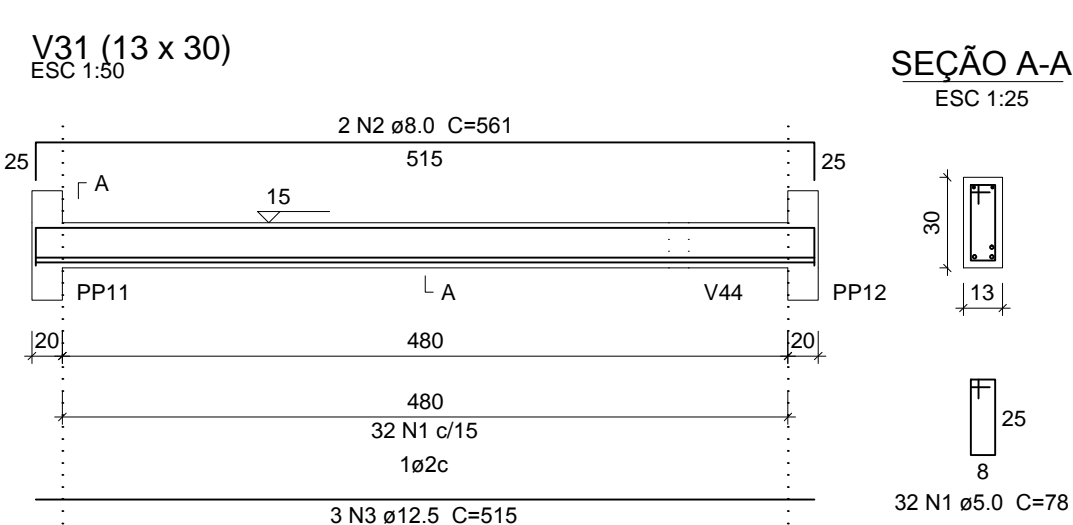 V31 (13 x 30)
ESC 1:50
SEÇÃO A-A
ESC 1:25
2 N2 ø8.0 C=561
25
515
25
A
15
30
PP11
A
V44
PP12
13
20
480
20
480
32 N1 c/15
25
1ø2c
8
3 N3 ø12.5 C=515
32 N1 ø5.0 C=78